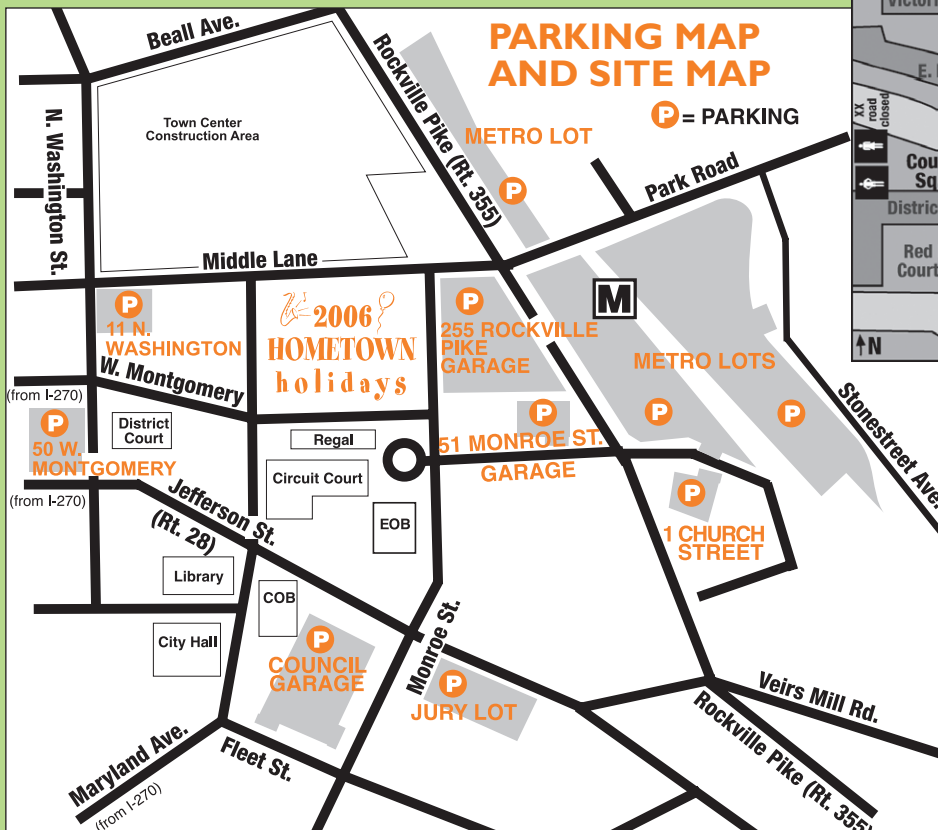 PARKING MAP
AND SITE MAP
P = PARKING
Beall Ave.
Rockville Pike (Rt. 355)
N. Washington St.
Town Center
Construction Area
METRO LOT
P
Park Road
Middle Lane
M
P
11 N.
WASHINGTON
2006
HOMETOWN
holidays
P
255 ROCKVILLE
PIKE
GARAGE
METRO LOTS
P
P
W. Montgomery
(from I-270)
P
50 W.
MONTGOMERY
(from I-270)
District
Court
Regal
Circuit Court
EOB
P
51 MONROE ST.
GARAGE
P
1 CHURCH
STREET
Stonestreet Ave.
Jefferson St.
(Rt. 28)
Library
COB
City Hall
P
COUNCIL
GARAGE
Monroe St.
P
JURY LOT
Veirs Mill Rd.
Rockville Pike (Rt. 355)
Maryland Ave.
(from I-270)
Fleet St.
Victori
E.
XX
road
closed
Cou
Sq
Distric
Red
Court
N